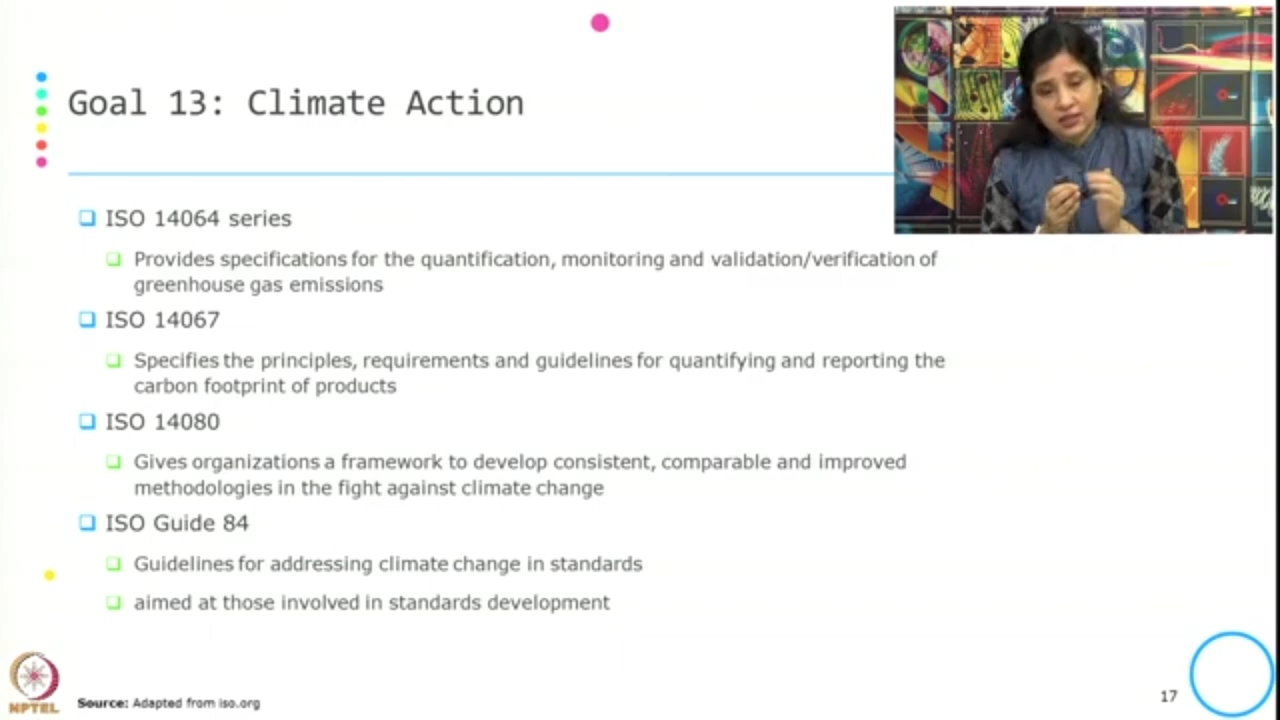 Goal 13: Climate Action
❑ ISO 14064 series
❑ Provides specifications for the quantification, monitoring and validation/verification of
greenhouse gas emissions
❑ ISO 14067
❑ Specifies the principles, requirements and guidelines for quantifying and reporting the
carbon footprint of products
❑ ISO 14080
❑ Gives organizations a framework to develop consistent, comparable and improved
methodologies in the fight against climate change
❑ ISO Guide 84
❑ Guidelines for addressing climate change in standards
❑ aimed at those involved in standards development
NPTEL
Source: Adapted from iso.org
17